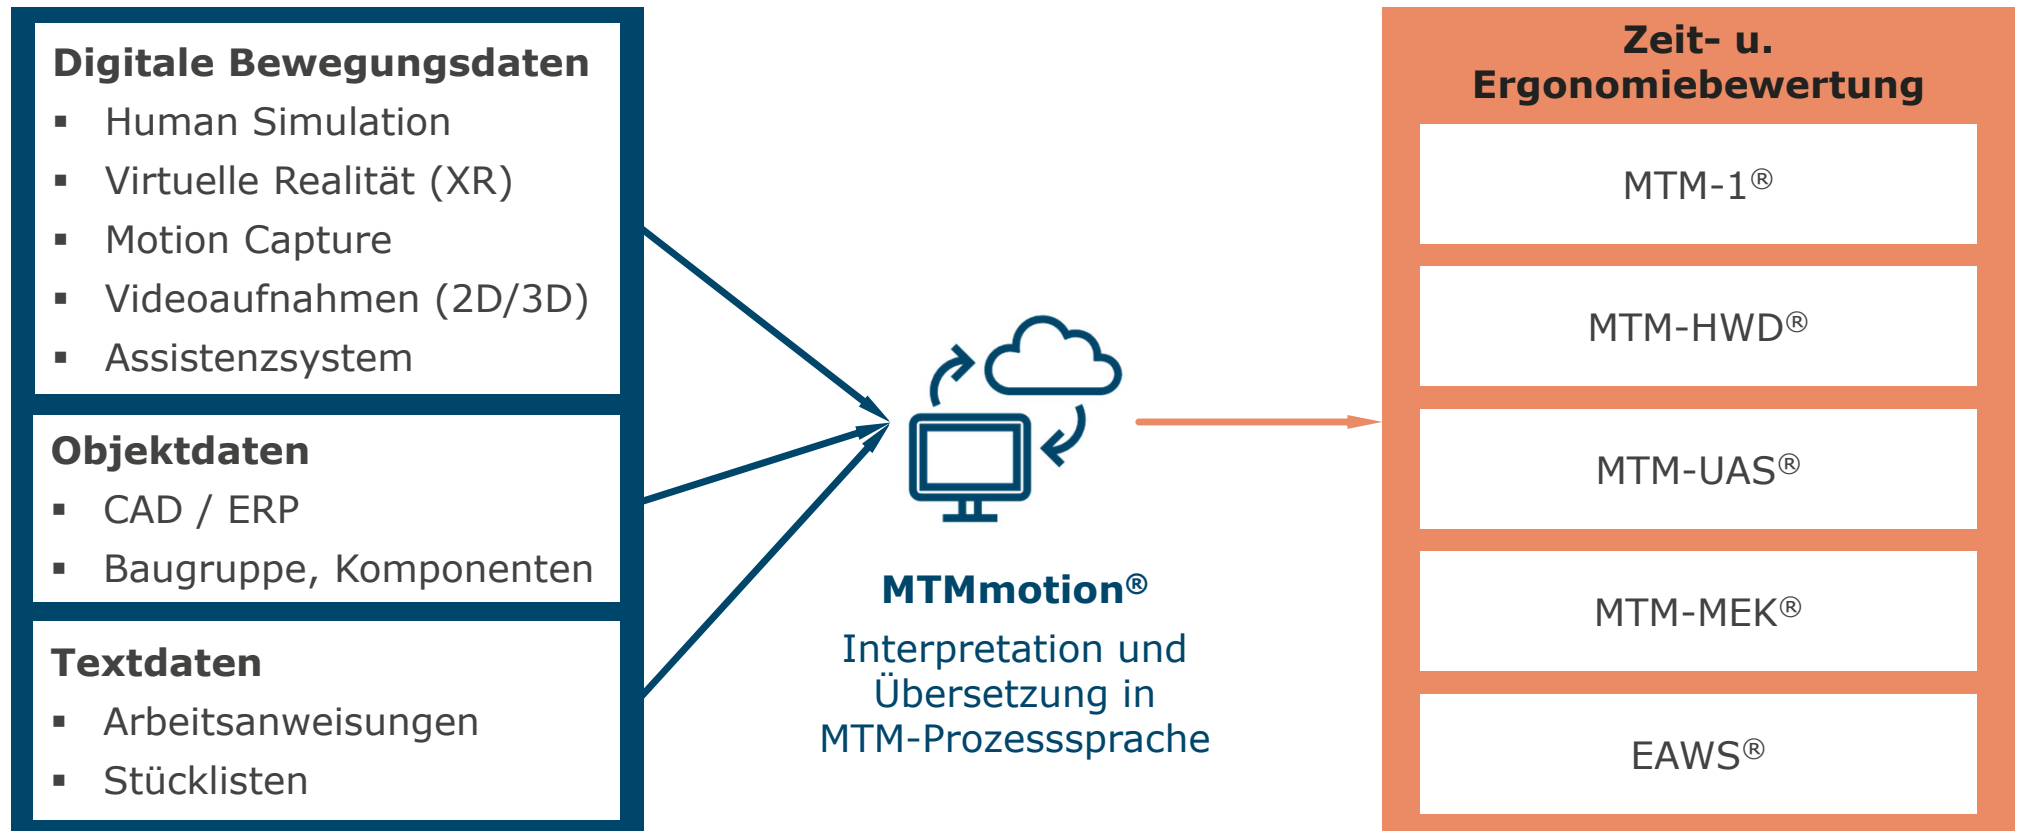 Digitale Bewegungsdaten
▪ Human Simulation
▪ Virtuelle Realität (XR)
▪ Motion Capture
▪ Videoaufnahmen (2D/3D)
▪ Assistenzsystem
Objektdaten
▪ CAD / ERP
▪ Baugruppe, Komponenten
Textdaten
▪ Arbeitsanweisungen
▪ Stücklisten
MTMmotion®
Interpretation und
Übersetzung in
MTM-Prozesssprache
Zeit- u.
Ergonomiebewertung
MTM-1®
MTM-HWD®
MTM-UAS®
MTM-MEK®
EAWS®